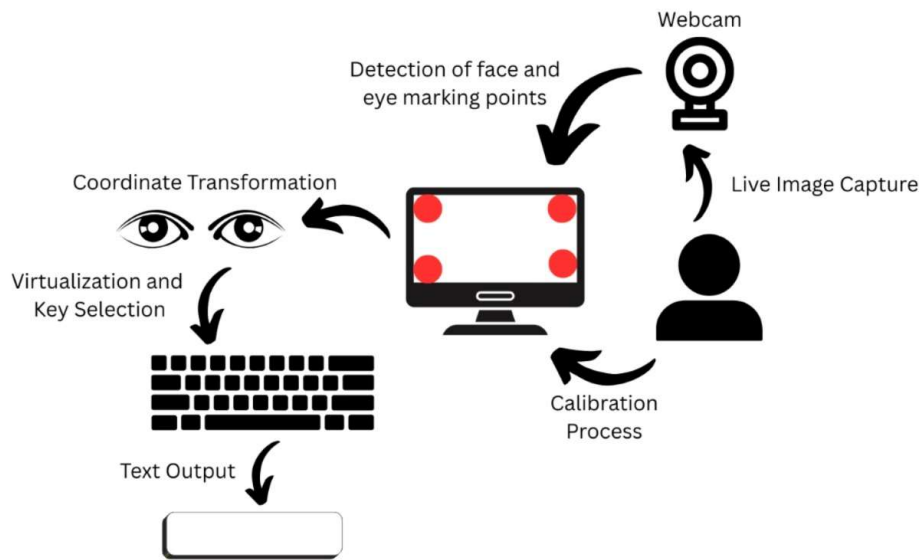 Webcam
Detection of face and
eye marking points
Live Image Capture
Coordinate Transformation
Virtualization and
Key Selection
Calibration
Process
Text Output